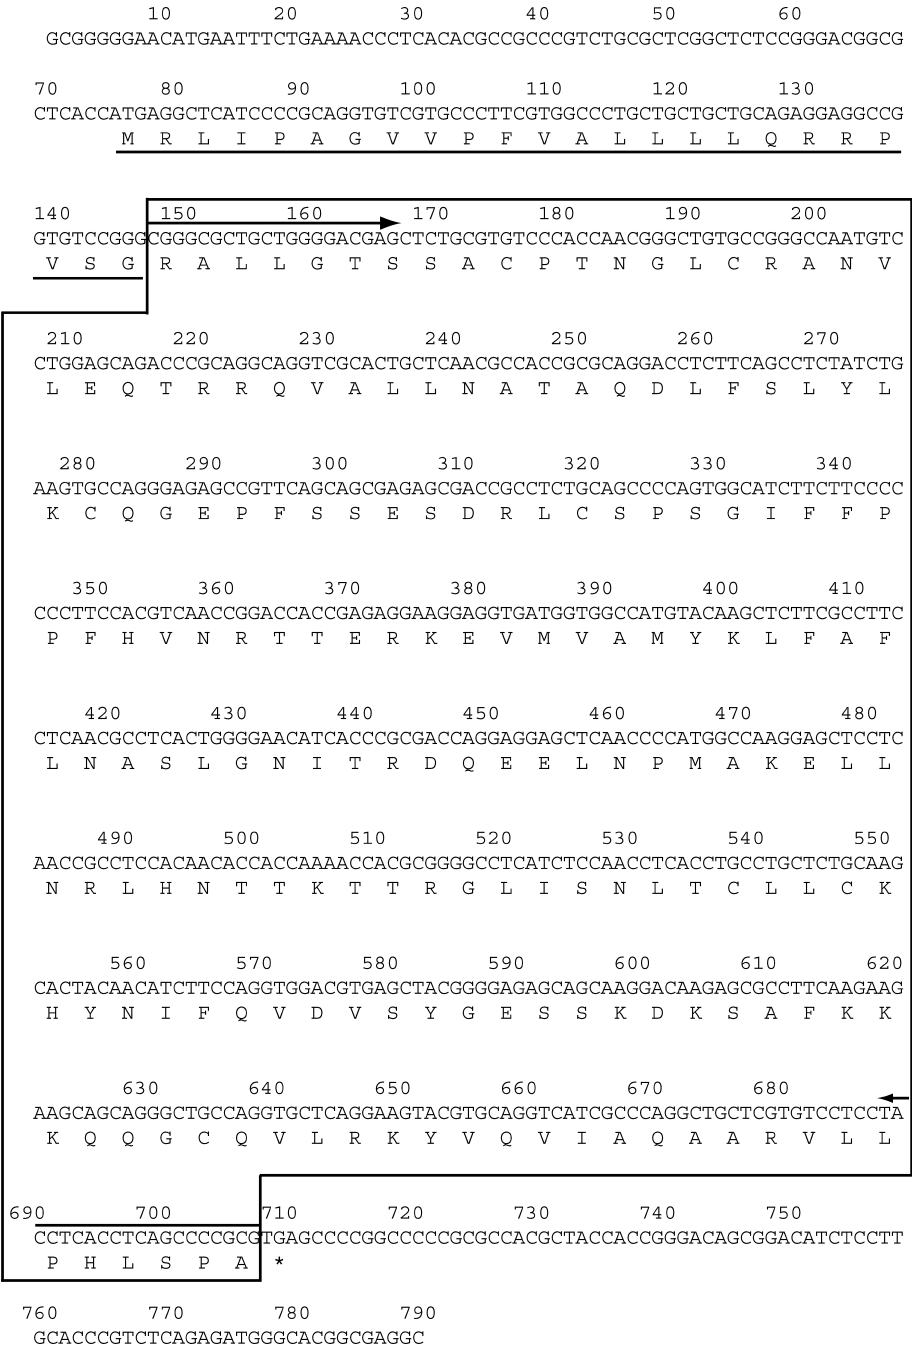 10 20 30 40 50 60
GCGGGGGAACATGAATTTCTGAAAACCCTCACACGCCGCCCGTCTGCGCTCGGCTCTCCGGGACGGCG
70 80 90 100 110 120 130
CTCACCATGAGGCTCATCCCCGCAGGTGTCGTGCCCTTCGTGGCCCTGCTGCTGCTGCAGAGGAGGCCG
M R L I P A G V V P F V A L L L L Q R R P
140 150 160 170 180 190 200
GTGTCCGGGCGGGCGCTGCTGGGGACGAGCTCTGCGTGTCCCACCAACGGGCTGTGCCGGGCCAATGTC
V S G R A L L G T S S A C P T N G L C R A N V
210 220 230 240 250 260 270
CTGGAGCAGACCCGCAGGCAGGTCGCACTGCTCAACGCCACCGCGCAGGACCTCTTCAGCCTCTATCTG
L E Q T R R Q V A L L N A T A Q D L F S L Y L
280 290 300 310 320 330 340
AAGTGCCAGGGAGAGCCGTTCAGCAGCGAGAGCGACCGCCTCTGCAGCCCCAGTGGCATCTTCTTCCCC
K C Q G E P F S S E S D R L C S P S G I F F P
350 360 370 380 390 400 410
CCCTTCCACGTCAACCGGACCACCGAGAGGAAGGAGGTGATGGTGGCCATGTACAAGCTCTTCGCCTTC
P F H V N R T T E R K E V M V A M Y K L F A F
420 430 440 450 460 470 480
CTCAACGCCTCACTGGGGAACATCACCCGCGACCAGGAGGAGCTCAACCCCATGGCCAAGGAGCTCCTC
L N A S L G N I T R D Q E E L N P M A K E L L
490 500 510 520 530 540 550
AACCGCCTCCACAACACCACCAAAACCACGCGGGGCCTCATCTCCAACCTCACCTGCCTGCTCTGCAAG
N R L H N T T K T T R G L I S N L T C L L C K
560 570 580 590 600 610 620
CACTACAACATCTTCCAGGTGGACGTGAGCTACGGGGAGAGCAGCAAGGACAAGAGCGCCTTCAAGAAG
H Y N I F Q V D V S Y G E S S K D K S A F K K
630 640 650 660 670 680
AAGCAGCAGGGCTGCCAGGTGCTCAGGAAGTACGTGCAGGTCATCGCCCAGGCTGCTCGTGTCCTCCTA
K Q Q G C Q V L R K Y V Q V I A Q A A R V L L
690 700 710 720 730 740 750
CCTCACCTCAGCCCCGCGTGAGCCCCGGCCCCCGCGCCACGCTACCACCGGGACAGCGGACATCTCCTT
P H L S P A *
760 770 780 790
GCACCCGTCTCAGAGATGGGCACGGCGAGGC